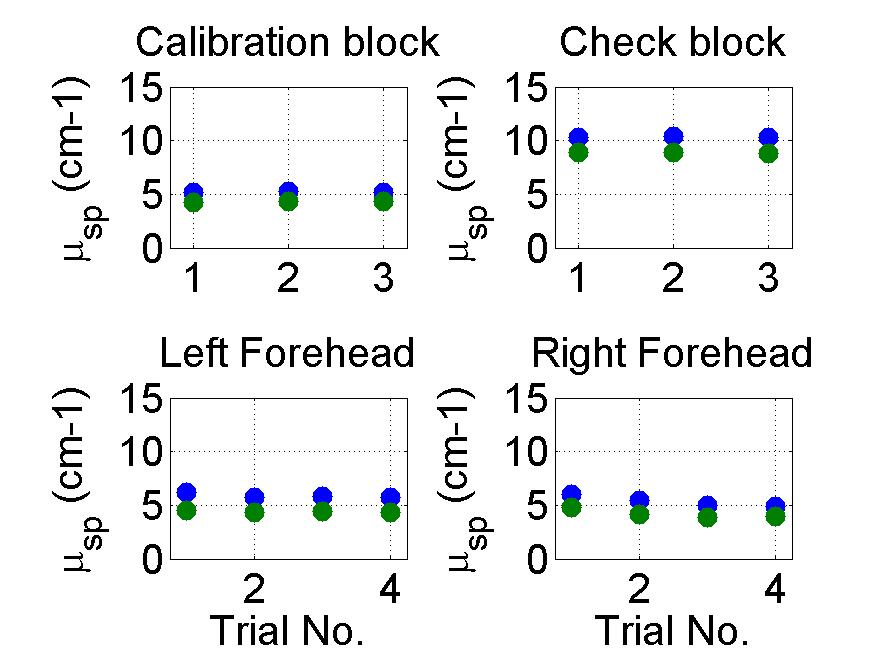 Calibration block
Check block
15
10
5
0
μsp (cm-1)
1 2 3
15
10
5
0
μsp (cm-1)
1 2 3
Left Forehead
Right Forehead
15
10
5
0
μsp (cm-1)
2 4
Trial No.
15
10
5
0
μsp (cm-1)
2 4
Trial No.